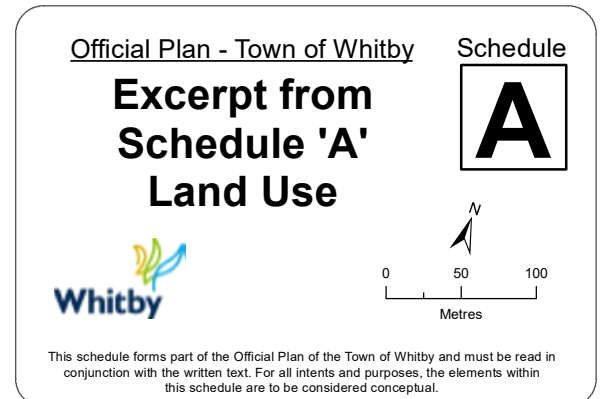 Official Plan - Town of Whitby
Schedule
Excerpt from
Schedule 'A'
Land Use
A
N
0 50 100
Metres
Whitby
This schedule forms part of the Official Plan of the Town of Whitby and must be read in
conjunction with the written text. For all intents and purposes, the elements within
this schedule are to be considered conceptual.